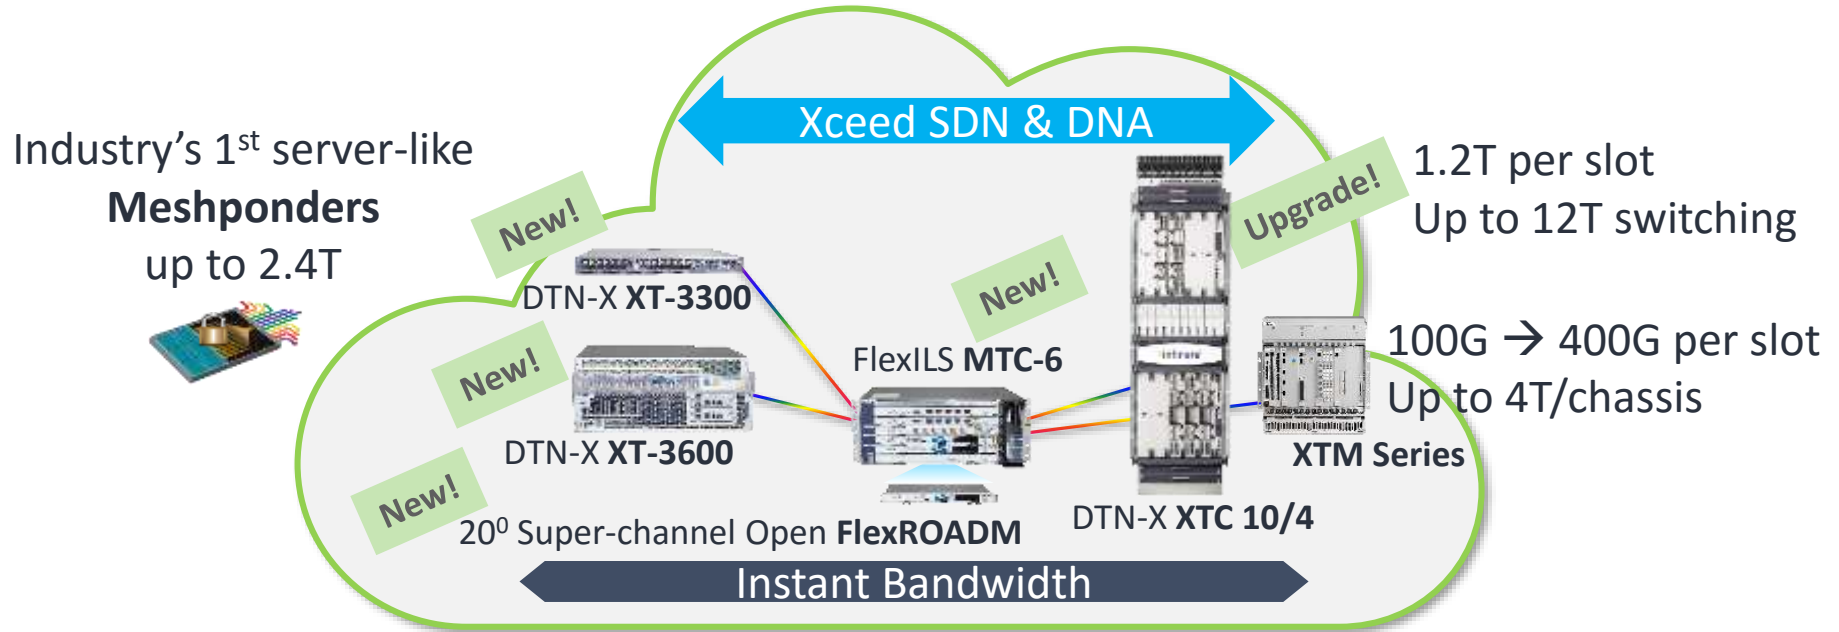 Xceed SDN & DNA
Industry's 1st server-like
Meshponders
up to 2.4T
New!
DTN-X XT-3300
New!
DTN-X XT-3600
New!
20⁰ Super-channel Open FlexROADM
New!
FlexILS MTC-6
Upgrade!
1.2T per slot
Up to 12T switching
infinera
DTN-X XTC 10/4
100G → 400G per slot
Up to 4T/chassis
XTM Series
Instant Bandwidth